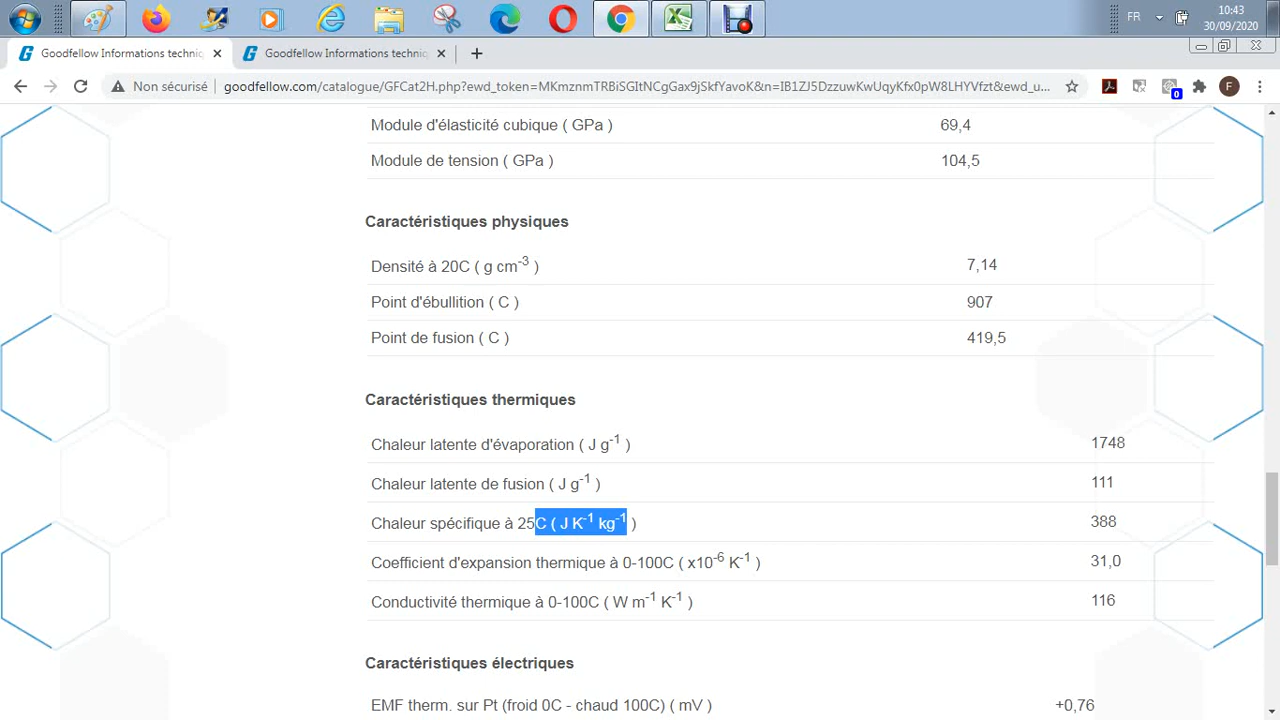 FR
10:43
30/09/2020
Goodfellow Informations techniq
Goodfellow Informations techniq
Non sécurisé
goodfellow.com/catalogue/GFCat2H.php?ewd_token=MKmznmTRBiSGItNCgGax9jSkfYavoK&n=IB1ZJ5DzzuwKwUqyKfx0pW8LHYVfzt&ewd_u...
0
F
Module d'élasticité cubique ( GPa ) 69,4
Module de tension ( GPa ) 104,5
Caractéristiques physiques
Densité à 20C ( g cm-3 ) 7,14
Point d'ébullition ( C ) 907
Point de fusion ( C ) 419,5
Caractéristiques thermiques
Chaleur latente d'évaporation ( J g-1 ) 1748
Chaleur latente de fusion ( J g-1 ) 111
Chaleur spécifique à 25C ( J K-1 kg-1 ) 388
Coefficient d'expansion thermique à 0-100C ( x10-6 K-1 ) 31,0
Conductivité thermique à 0-100C ( W m-1 K-1 ) 116
Caractéristiques électriques
EMF therm. sur Pt (froid 0C - chaud 100C) ( mV ) +0,76